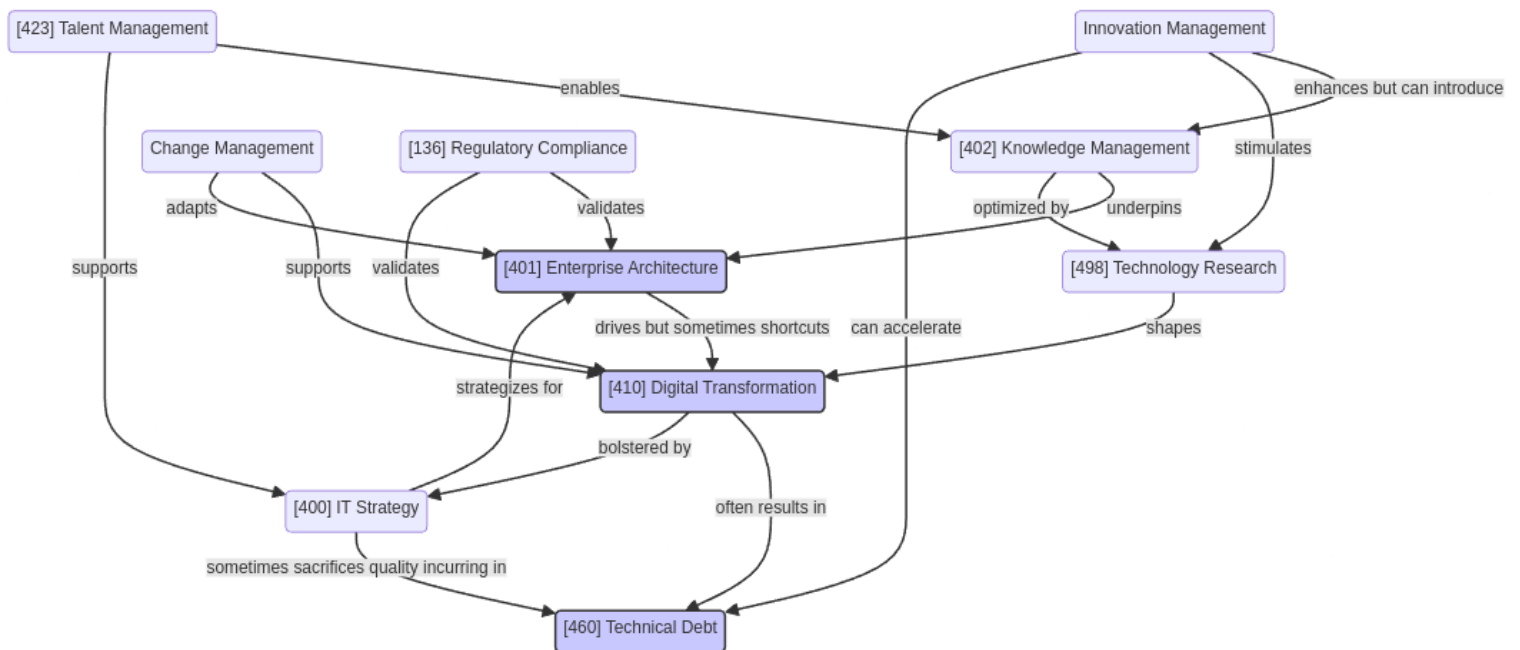 [423] Talent Management
Innovation Management
enables
enhances but can introduce
Change Management
[136] Regulatory Compliance
[402] Knowledge Management
stimulates
adapts
validates
optimized by
underpins
supports
supports
validates
[401] Enterprise Architecture
[498] Technology Research
drives but sometimes shortcuts
can accelerate
shapes
strategizes for
[410] Digital Transformation
bolstered by
[400] IT Strategy
often results in
sometimes sacrifices quality incurring in
[460] Technical Debt